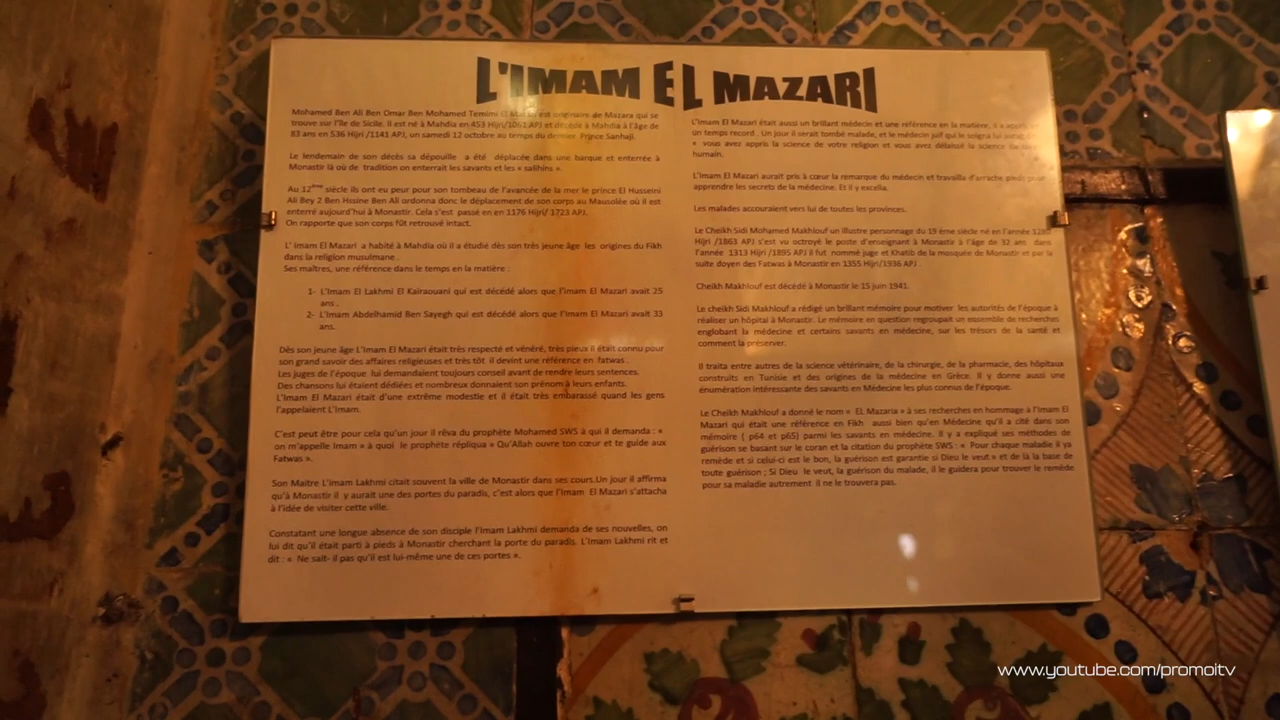 L'IMAM EL MAZARI
Mohamed Ben Ali Ben Omar Ben Mohamed Temimi El est originaire de Mazara qui se
trouve sur l'île de Sicile. Il est né à Mahdia en 453 Hijri/1061 APJ et décédé à Mahdia à l'âge de
83 ans en 536 Hijri /1141 APJ, un samedi 12 octobre au temps du dernier Prince Sanhaji.
Le lendemain de son décès sa dépouille a été déplacée dans une barque et enterrée à
Monastir là où de tradition on enterrait les savants et les « salihins ».
Au 12ème siècle ils ont eu peur pour son tombeau de l'avancée de la mer le prince El Husseini
Ali Bey 2 Ben Hssine Ben Ali ordonna donc le déplacement de son corps au Mausolée où il est
enterré aujourd'hui à Monastir. Cela s'est passé en en 1176 Hijri/ 1723 APJ.
On rapporte que son corps fût retrouvé intact.
L' Imam El Mazari a habité à Mahdia où il a étudié dès son très jeune âge les origines du Fikh
dans la religion musulmane .
Ses maîtres, une référence dans le temps en la matière :
1- L'Imam El Lakhmi El Kairaouani qui est décédé alors que l'imam El Mazari avait 25
ans .
2- L'Imam Abdelhamid Ben Sayegh qui est décédé alors que l'Imam El Mazari avait 33
ans.
Dès son jeune âge L'Imam El Mazari était très respecté et vénéré, très pieux il était connu pour
son grand savoir des affaires religieuses et très tôt il devint une référence en fatwas .
Les juges de l'époque lui demandaient toujours conseil avant de rendre leurs sentences.
Des chansons lui étaient dédiées et nombreux donnaient son prénom à leurs enfants.
L'Imam El Mazari était d'une extrême modestie et il était très embarassé quand les gens
l'appelaient L'Imam.
C'est peut être pour cela qu'un jour il rêva du prophète Mohamed SWS à qui il demanda : «
on m'appelle Imam » à quoi le prophète répliqua » Qu'Allah ouvre ton cœur et te guide aux
Fatwas ».
Son Maitre L'imam Lakhmi citait souvent la ville de Monastir dans ses cours.Un jour il affirma
qu'à Monastir il y aurait une des portes du paradis, c'est alors que l'Imam El Mazari s'attacha
à l'idée de visiter cette ville.
Constatant une longue absence de son disciple l'Imam Lakhmi demanda de ses nouvelles, on
lui dit qu'il était parti à pieds à Monastir cherchant la porte du paradis. L'Imam Lakhmi rit et
dit : « Ne sait- il pas qu'il est lui-même une de ces portes ».
L'Imam El Mazari était aussi un brillant médecin et une référence en la matière, il a appris
un temps record . Un jour il serait tombé malade, et le médecin juif qui le soigna lui aurait
« vous avez appris la science de votre religion et vous avez délaissé la science du
humain.
L'Imam El Mazari aurait pris à cœur la remarque du médecin et travailla d'arrache pieds pour
apprendre les secrets de la médecine. Et il y excella.
Les malades accouraient vers lui de toutes les provinces.
Le Cheikh Sidi Mohamed Makhlouf un illustre personnage du 19 ème siècle né en l'année 1280
Hijri /1863 APJ s'est vu octroyé le poste d'enseignant à Monastir à l'âge de 32 ans dans
l'année 1313 Hijri /1895 APJ il fut nommé juge et Khatib de la mosquée de Monastir et par la
suite doyen des Fatwas à Monastir en 1355 Hijri/1936 APJ .
Cheikh Makhlouf est décédé à Monastir le 15 juin 1941.
Le cheikh Sidi Makhlouf a rédigé un brillant mémoire pour motiver les autorités de l'époque à
réaliser un hôpital à Monastir. Le mémoire en question regroupait un ensemble de recherches
englobant la médecine et certains savants en médecine, sur les trésors de la santé et
comment la préserver.
Il traita entre autres de la science vétérinaire, de la chirurgie, de la pharmacie, des hôpitaux
construits en Tunisie et des origines de la médecine en Grèce. Il y donne aussi une
énumération intéressante des savants en Médecine les plus connus de l'époque.
Le Cheikh Makhlouf a donné le nom « EL Mazaria » à ses recherches en hommage à l'Imam El
Mazari qui était une référence en Fikh aussi bien qu'en Médecine qu'il a cité dans son
mémoire ( p64 et p65) parmi les savants en médecine. Il y a expliqué ses méthodes de
guérison se basant sur le coran et la citation du prophète SWS : « Pour chaque maladie il ya
remède et si celui-ci est le bon, la guérison est garantie si Dieu le veut » et de là la base de
toute guérison ; Si Dieu le veut, la guérison du malade, il le guidera pour trouver le remède
pour sa maladie autrement il ne le trouvera pas.
www.youtube.com/promoitv